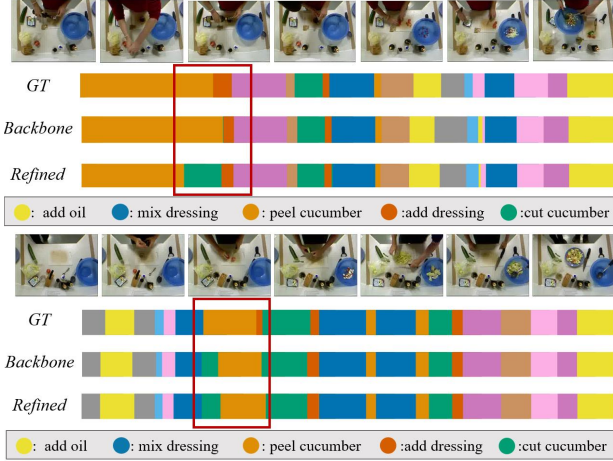 GT
Backbone
Refined
: add oil : mix dressing : peel cucumber :add dressing :cut cucumber
GT
Backbone
Refined
: add oil : mix dressing : peel cucumber :add dressing :cut cucumber